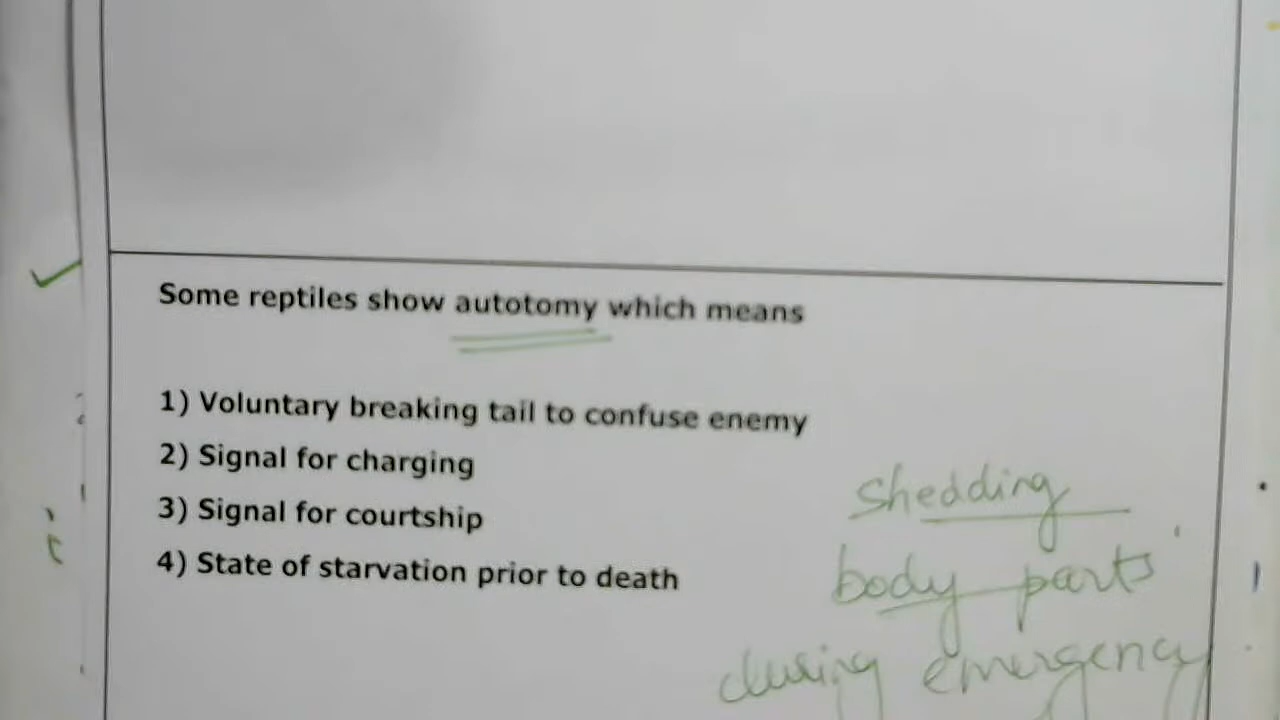 Some reptiles show autotomy which means
1) Voluntary breaking tail to confuse enemy
2) Signal for charging
3) Signal for courtship
4) State of starvation prior to death
Shedding
body parts
during emergency